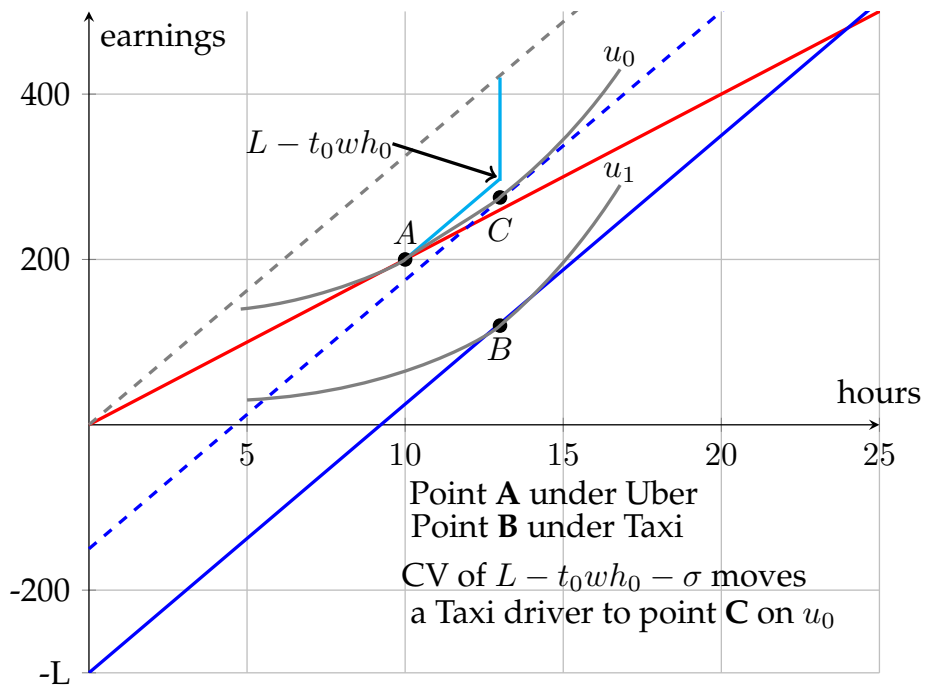 earnings
u₀
400
L − t₀wh₀
u₁
A
C
200
B
hours
5 10 15 20 25
Point A under Uber
Point B under Taxi
-200
CV of L − t₀wh₀ − σ moves
a Taxi driver to point C on u₀
-L